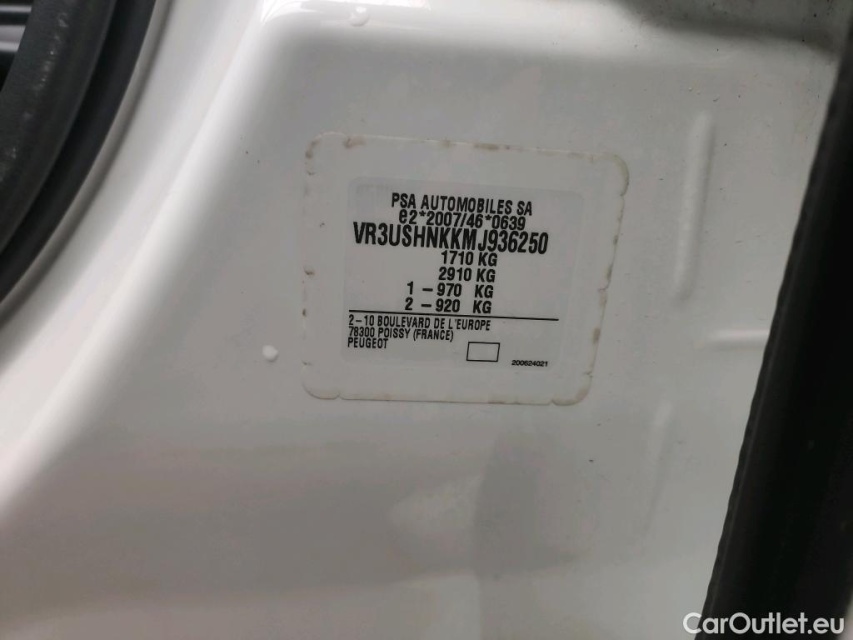 PSA AUTOMOBILES SA
e2*2007/46*0639
VR3USHNKKMJ936250
1710 KG
2910 KG
1 - 970 KG
2 - 920 KG
2-10 BOULEVARD DE L'EUROPE
78300 POISSY (FRANCE)
PEUGEOT
200624021
CarOutlet.eu